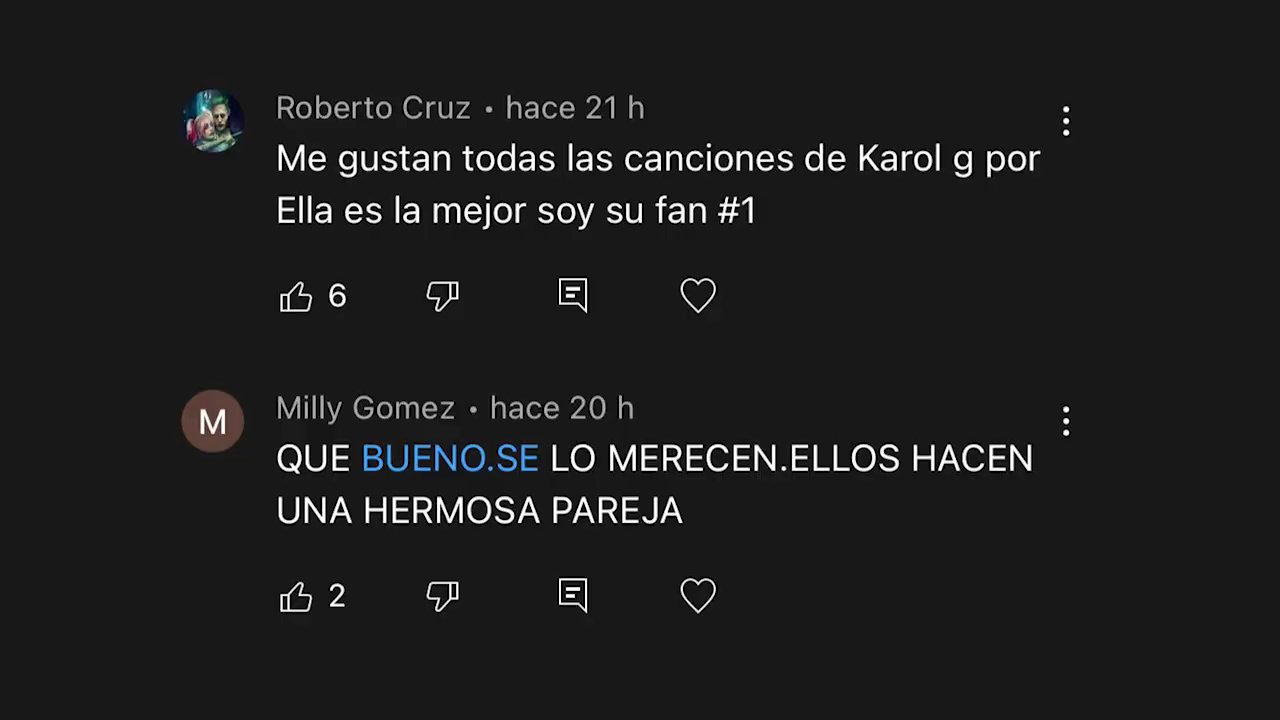 Roberto Cruz • hace 21 h
Me gustan todas las canciones de Karol g por
Ella es la mejor soy su fan #1
6
M
Milly Gomez • hace 20 h
QUE BUENO.SE LO MERECEN.ELLOS HACEN
UNA HERMOSA PAREJA
2